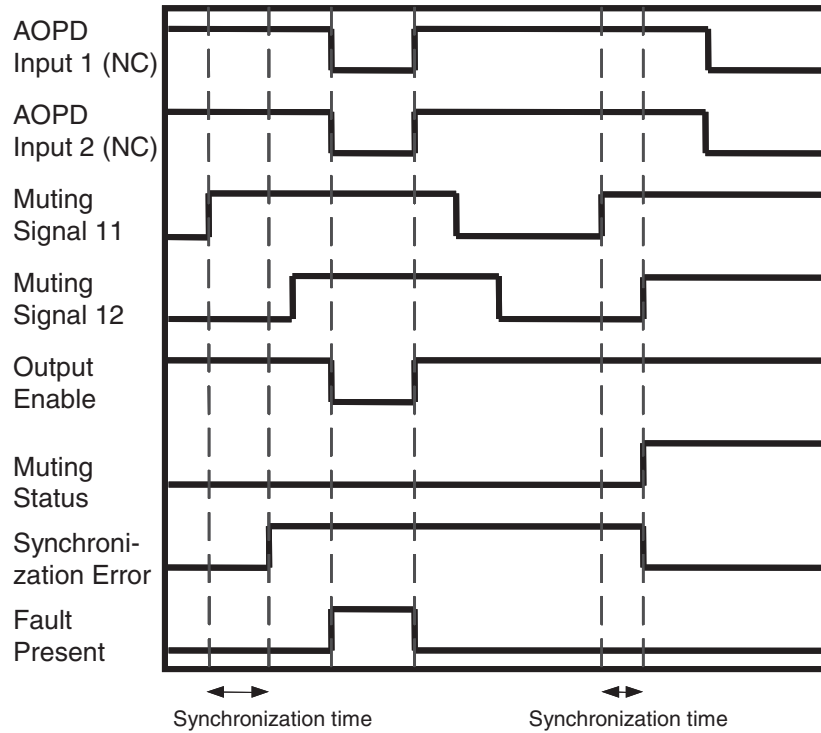 AOPD
Input 1 (NC)
AOPD
Input 2 (NC)
Muting
Signal 11
Muting
Signal 12
Output
Enable
Muting
Status
Synchroni-
zation Error
Fault
Present
Synchronization time
Synchronization time